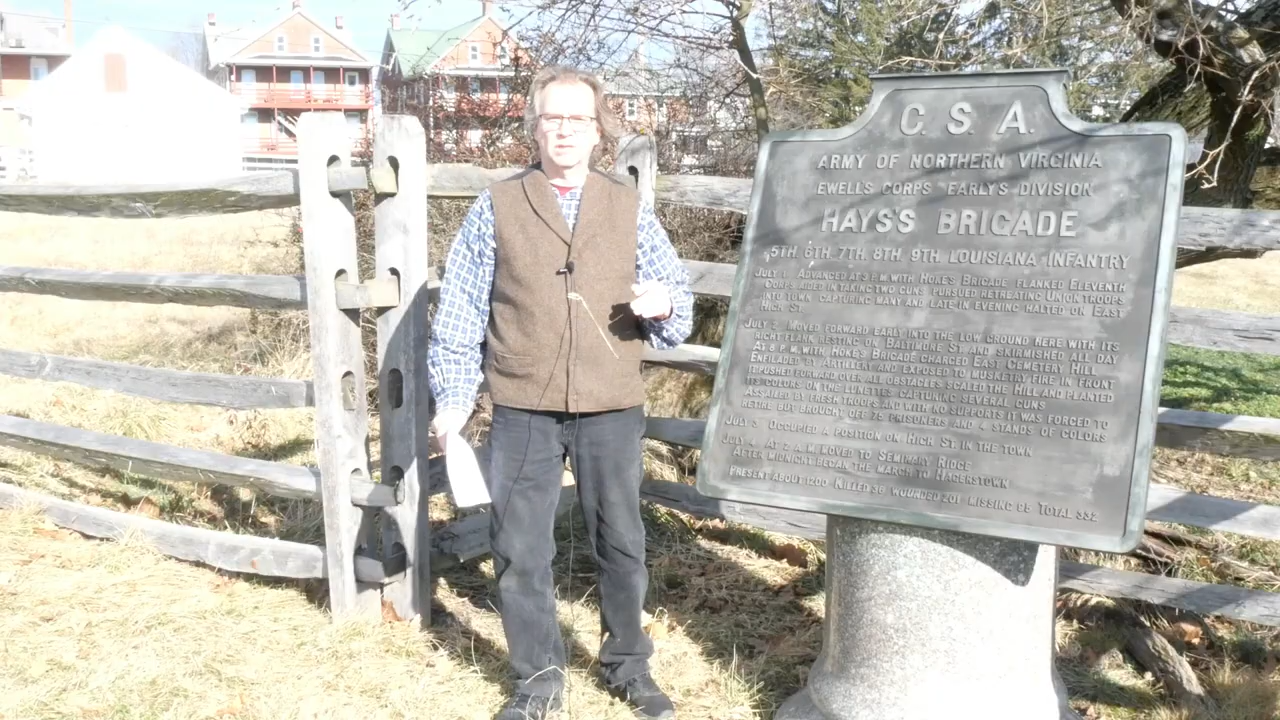 C. S. A.
ARMY OF NORTHERN VIRGINIA
EWELL'S CORPS EARLY'S DIVISION
HAYS'S BRIGADE
5TH 6TH 7TH 8TH 9TH LOUISIANA INFANTRY
JULY 1 ADVANCED AT 3 P.M. WITH HOKE'S BRIGADE FLANKED ELEVENTH
CORPS AIDED IN TAKING TWO GUNS PURSUED RETREATING UNION TROOPS
INTO TOWN CAPTURING MANY AND LATE IN EVENING HALTED ON EAST
HIGH ST.
JULY 2 MOVED FORWARD EARLY INTO THE LOW GROUND HERE WITH ITS
RIGHT FLANK RESTING ON BALTIMORE ST. AND SKIRMISHED ALL DAY
AT 8 P.M. WITH HOKE'S BRIGADE CHARGED EAST CEMETERY HILL
ENFILADED BY ARTILLERY AND EXPOSED TO MUSKETRY FIRE IN FRONT
IT PUSHED FORWARD OVER ALL OBSTACLES SCALED THE HILL AND PLANTED
ITS COLORS ON THE LUNETTES CAPTURING SEVERAL GUNS
ASSAILED BY FRESH TROOPS AND WITH NO SUPPORTS IT WAS FORCED TO
RETIRE BUT BROUGHT OFF 75 PRISONERS AND 4 STANDS OF COLORS
JULY 3 OCCUPIED A POSITION ON HIGH ST. IN THE TOWN
JULY 4 AT 2 A.M. MOVED TO SEMINARY RIDGE
AFTER MIDNIGHT BEGAN THE MARCH TO HAGERSTOWN
PRESENT ABOUT 1200 KILLED 36 WOUNDED 201 MISSING 95 TOTAL 332